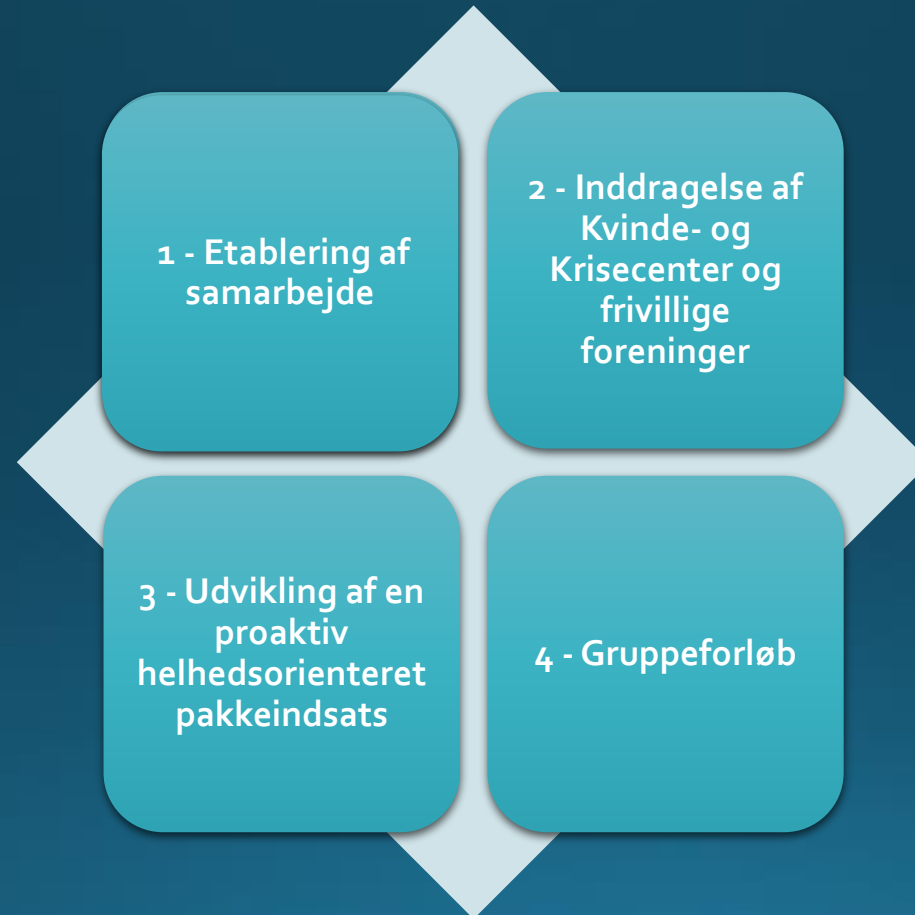 1 - Etablering af
samarbejde
2 - Inddragelse af
Kvinde- og
Krisecenter og
frivillige
foreninger
3 - Udvikling af en
proaktiv
helhedsorienteret
pakkeindsats
4 - Gruppeforløb